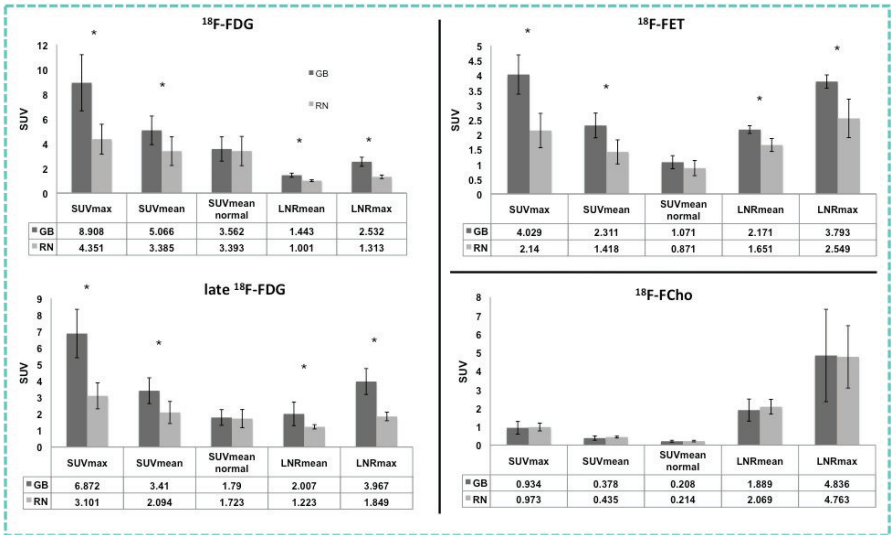 ¹⁸F-FDG
12
10
8
6
4
2
0
SUV
*
*
*
*
GB
RN
SUVmax SUVmean SUVmean normal LNRmean LNRmax
GB 8.908 5.066 3.562 1.443 2.532
RN 4.351 3.385 3.393 1.001 1.313
¹⁸F-FET
5
4.5
4
3.5
3
2.5
2
1.5
1
0.5
0
SUV
*
*
*
*
SUVmax SUVmean SUVmean normal LNRmean LNRmax
GB 4.029 2.311 1.071 2.171 3.793
RN 2.14 1.418 0.871 1.651 2.549
late ¹⁸F-FDG
9
8
7
6
5
4
3
2
1
0
SUV
*
*
*
*
SUVmax SUVmean SUVmean normal LNRmean LNRmax
GB 6.872 3.41 1.79 2.007 3.967
RN 3.101 2.094 1.723 1.223 1.849
¹⁸F-FCho
8
7
6
5
4
3
2
1
0
SUV
SUVmax SUVmean SUVmean normal LNRmean LNRmax
GB 0.934 0.378 0.208 1.889 4.836
RN 0.973 0.435 0.214 2.069 4.763